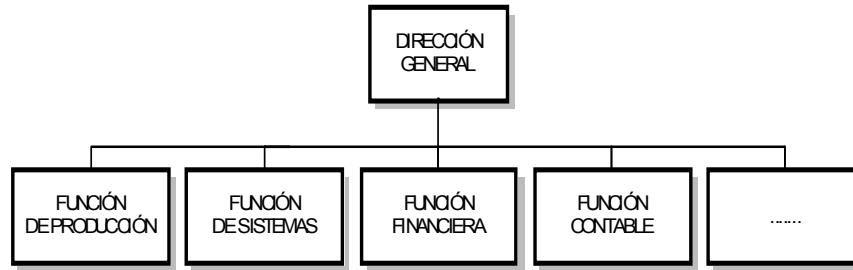 DIRECCIÓN
GENERAL
FUNCIÓN
DE PRODUCCIÓN
FUNCIÓN
DE SISTEMAS
FUNCIÓN
FINANCIERA
FUNCIÓN
CONTABLE
.......